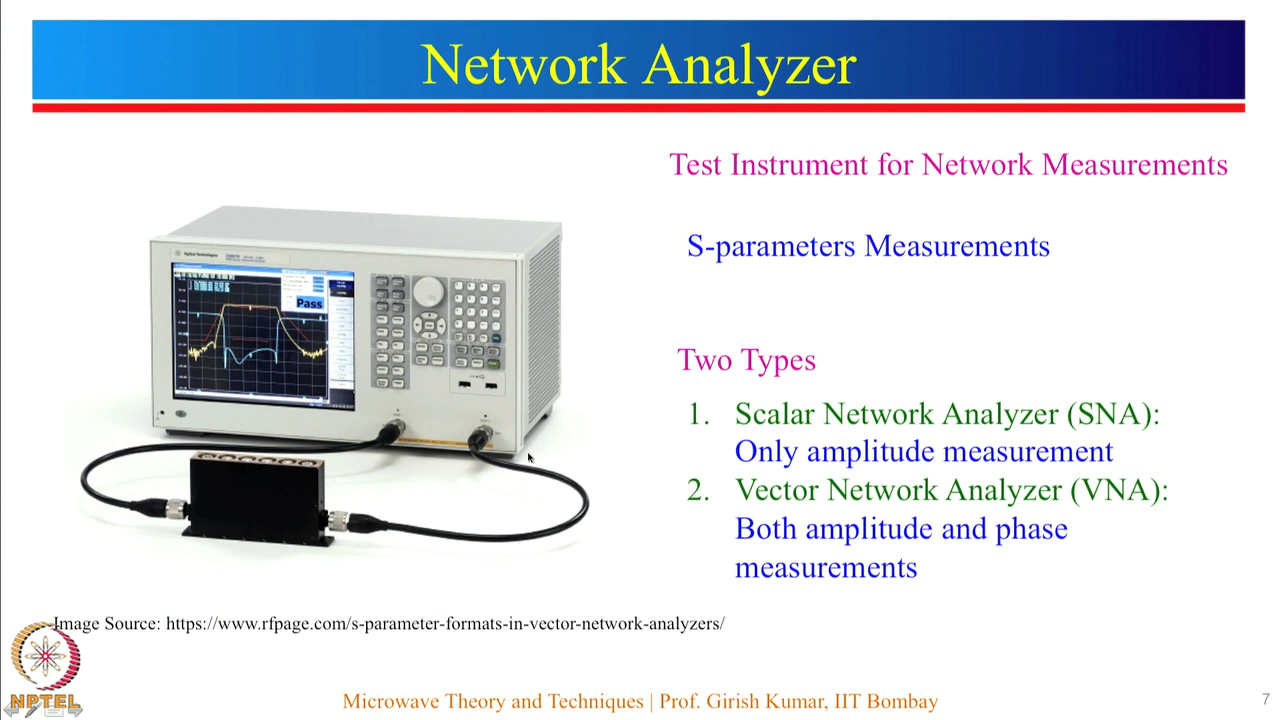 Network Analyzer
Test Instrument for Network Measurements
S-parameters Measurements
Agilent Technologies
Pass
Two Types
1. Scalar Network Analyzer (SNA):
Only amplitude measurement
2. Vector Network Analyzer (VNA):
Both amplitude and phase
measurements
Image Source: https://www.rfpage.com/s-parameter-formats-in-vector-network-analyzers/
NPTEL
Microwave Theory and Techniques | Prof. Girish Kumar, IIT Bombay
7